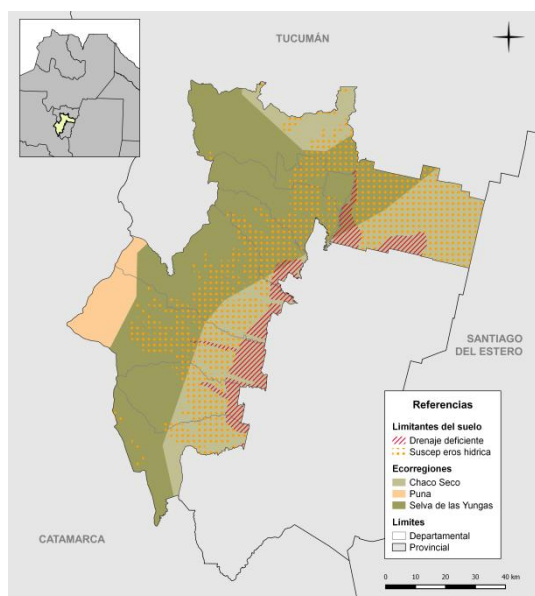 TUCUMÁN
SANTIAGO
DEL ESTERO
CATAMARCA
Referencias
Limitantes del suelo
Drenaje deficiente
Suscep eros hídrica
Ecorregiones
Chaco Seco
Puna
Selva de las Yungas
Límites
Departamental
Provincial
0 10 20 30 40 km